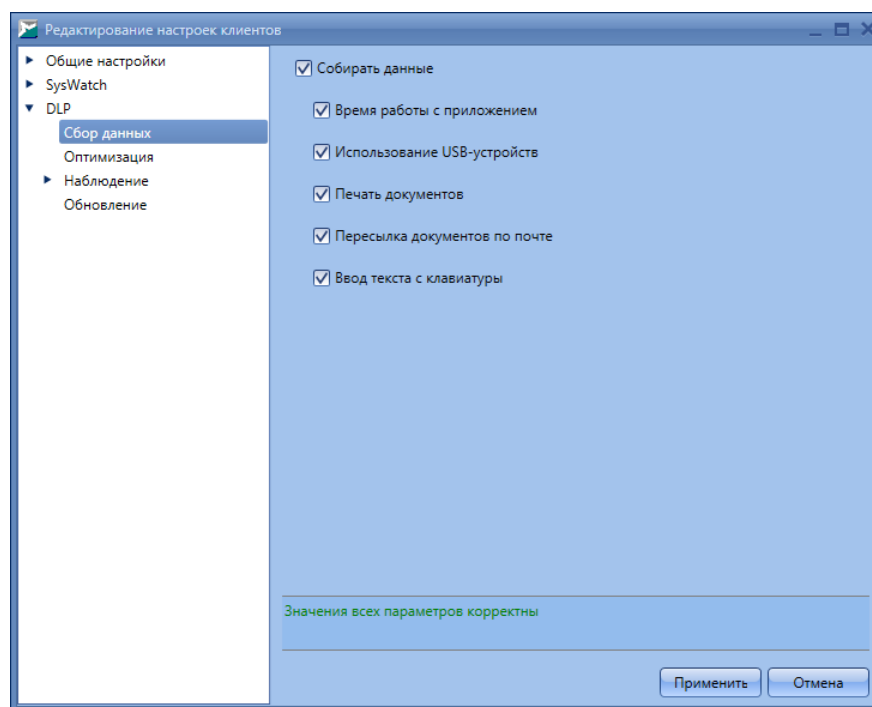 Редактирование настроек клиентов
Общие настройки
SysWatch
DLP
Сбор данных
Оптимизация
Наблюдение
Обновление
Собирать данные
Время работы с приложением
Использование USB-устройств
Печать документов
Пересылка документов по почте
Ввод текста с клавиатуры
Значения всех параметров корректны
Применить
Отмена